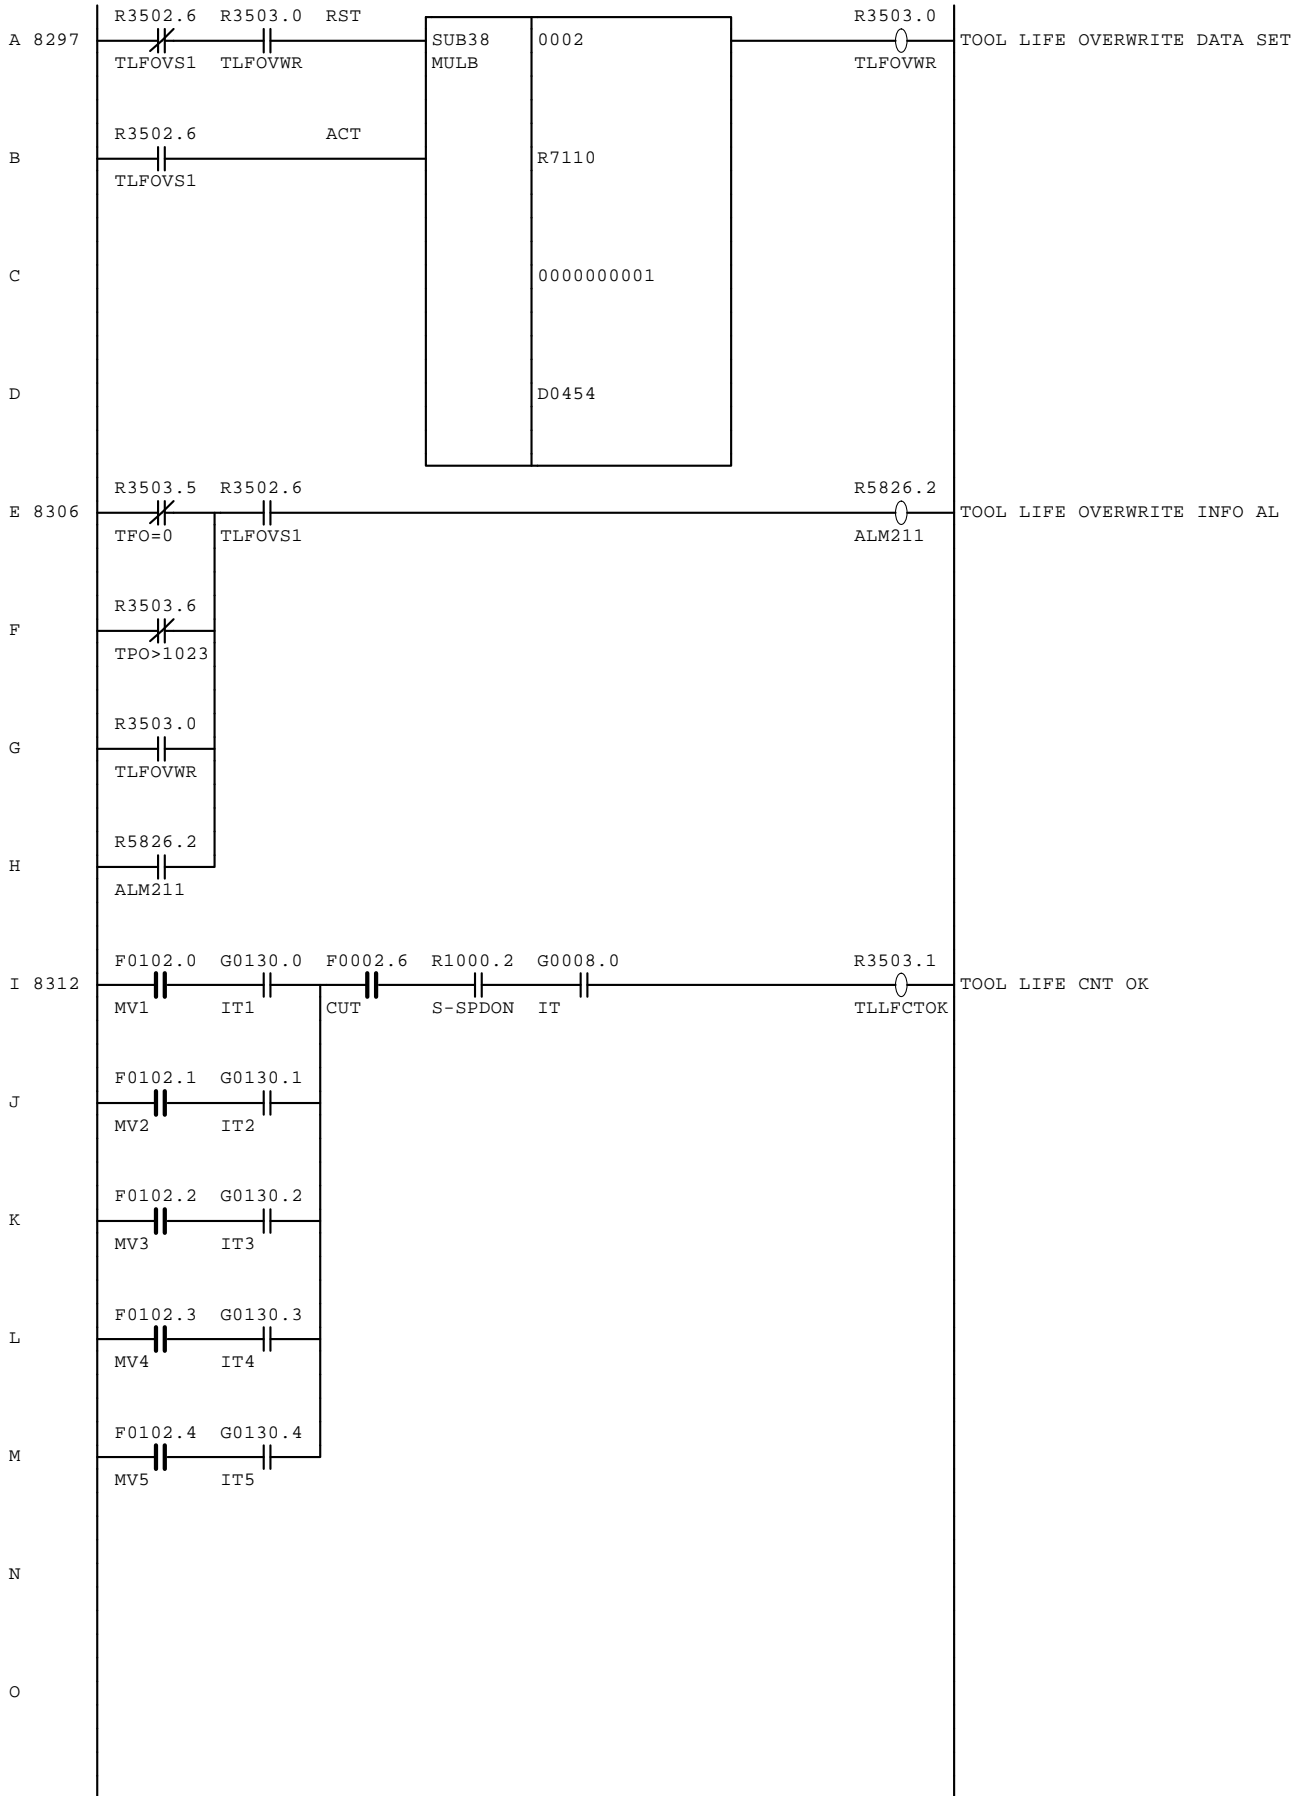 R3502.6 R3503.0 RST R3503.0
A 8297 SUB38 0002 TOOL LIFE OVERWRITE DATA SET
TLFOVS1 TLFOVWR MULB TLFOVWR
R3502.6 ACT
B R7110
TLFOVS1
C 0000000001
D D0454
R3503.5 R3502.6 R5826.2
E 8306 TOOL LIFE OVERWRITE INFO AL
TFO=0 TLFOVS1 ALM211
R3503.6
F
TPO>1023
R3503.0
G
TLFOVWR
R5826.2
H
ALM211
F0102.0 G0130.0 F0002.6 R1000.2 G0008.0 R3503.1
I 8312 TOOL LIFE CNT OK
MV1 IT1 CUT S-SPDON IT TLLFCTOK
F0102.1 G0130.1
J
MV2 IT2
F0102.2 G0130.2
K
MV3 IT3
F0102.3 G0130.3
L
MV4 IT4
F0102.4 G0130.4
M
MV5 IT5
N
O